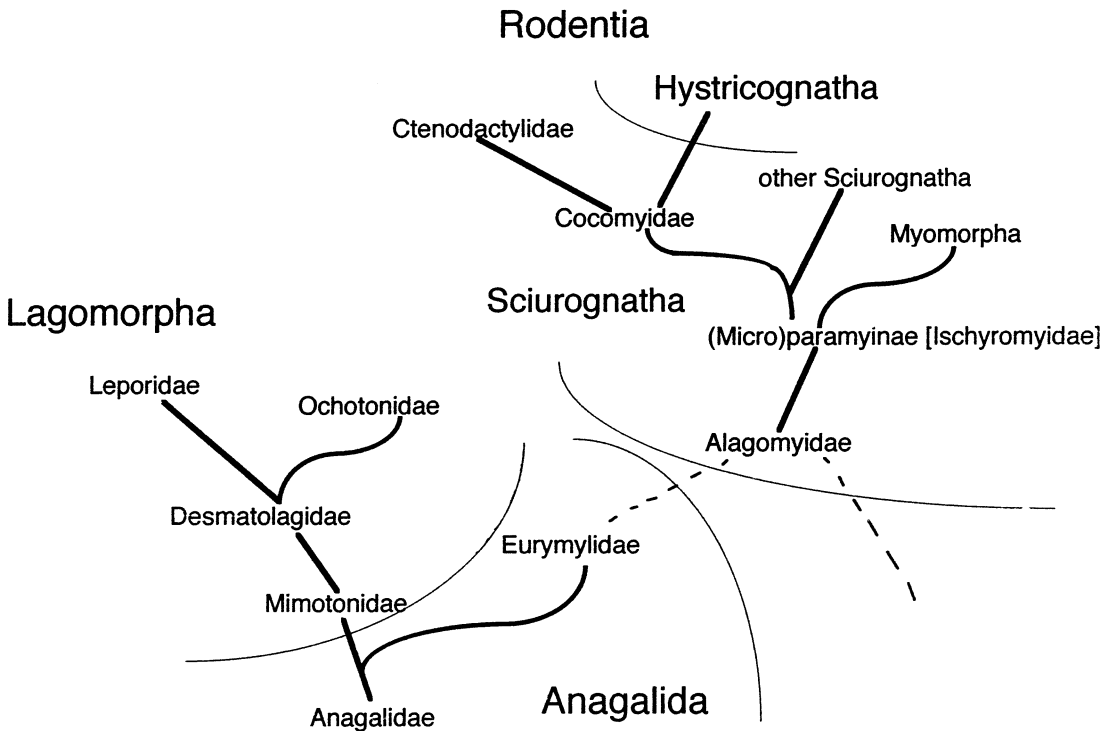 Rodentia
Hystricognatha
Ctenodactylidae
other Sciurognatha
Cocomyidae
Myomorpha
Sciurognatha
Lagomorpha
(Micro)paramyinae [Ischyromyidae]
Leporidae
Ochotonidae
Alagomyidae
Desmatolagidae
Eurymylidae
Mimotonidae
Anagalida
Anagalidae